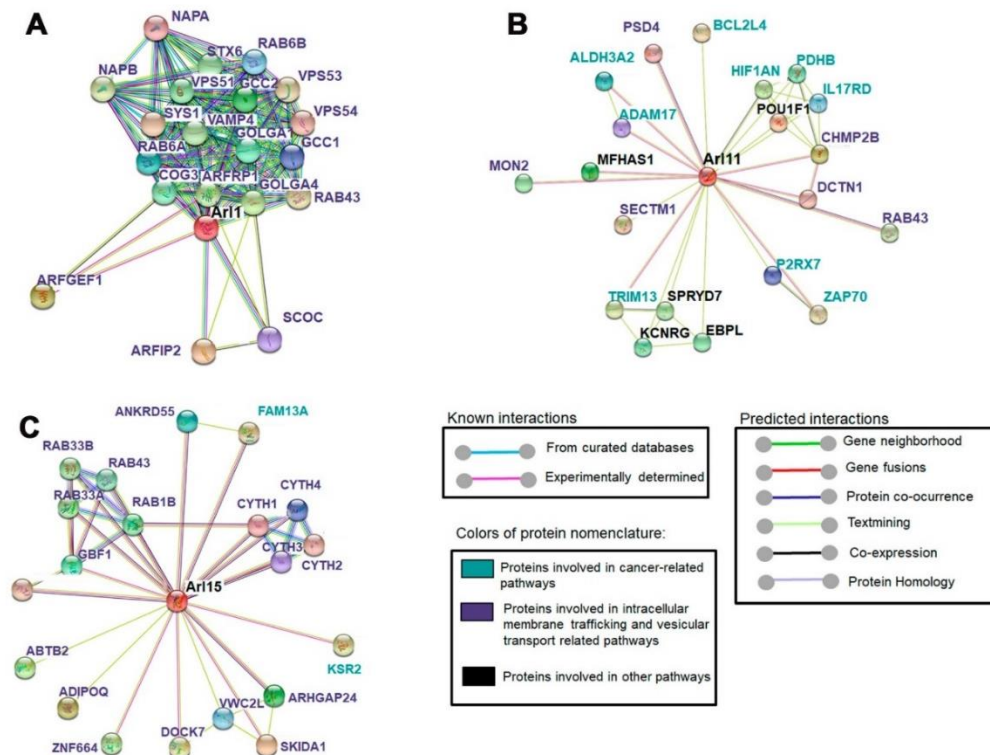 A
NAPA
STX6
RAB6B
NAPB
VPS51
GCC2
VPS53
SYS1
VAMP4
VPS54
GOLGA1
RAB6A
GCC1
COG3
ARFRP1
GOLGA4
RAB43
Arl1
ARFGEF1
SCOC
ARFIP2
B
PSD4
BCL2L4
ALDH3A2
HIF1AN
PDHB
IL17RD
ADAM17
POU1F1
CHMP2B
MON2
MFHAS1
Arl11
DCTN1
SECTM1
RAB43
P2RX7
ZAP70
TRIM13
SPRYD7
KCNRG
EBPL
C
ANKRD55
FAM13A
RAB33B
RAB43
RAB33A
RAB1B
CYTH1
CYTH4
CYTH3
GBF1
CYTH2
Arl15
ABTB2
KSR2
ADIPOQ
VWC2L
ARHGAP24
ZNF664
DOCK7
SKIDA1
Known interactions
From curated databases
Experimentally determined
Colors of protein nomenclature:
Proteins involved in cancer-related
pathways
Proteins involved in intracellular
membrane trafficking and vesicular
transport related pathways
Proteins involved in other pathways
Predicted interactions
Gene neighborhood
Gene fusions
Protein co-ocurrence
Textmining
Co-expression
Protein Homology